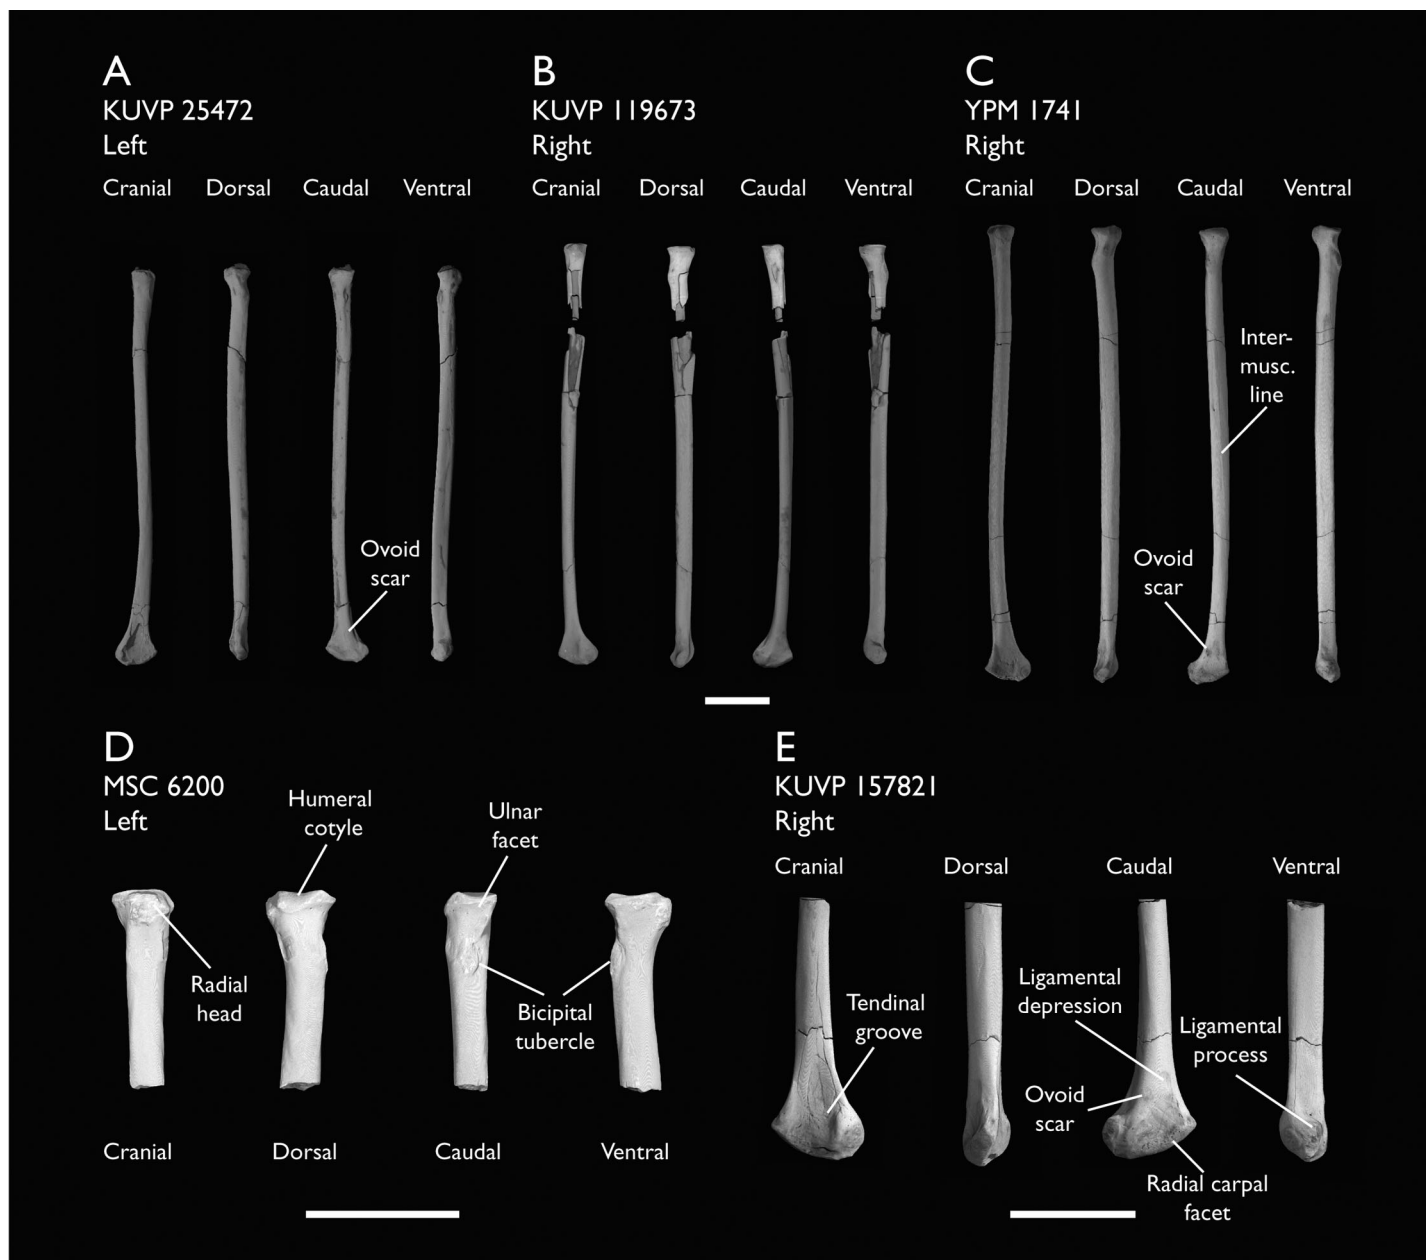 A
KUVP 25472
Left
Cranial Dorsal Caudal Ventral
Ovoid
scar
B
KUVP 119673
Right
Cranial Dorsal Caudal Ventral
C
YPM 1741
Right
Cranial Dorsal Caudal Ventral
Inter-
musc.
line
Ovoid
scar
D
MSC 6200
Left
Humeral
cotyle
Ulnar
facet
Radial
head
Bicipital
tubercle
Cranial Dorsal Caudal Ventral
E
KUVP 157821
Right
Cranial Dorsal Caudal Ventral
Tendinal
groove
Ligamental
depression
Ligamental
process
Ovoid
scar
Radial carpal
facet